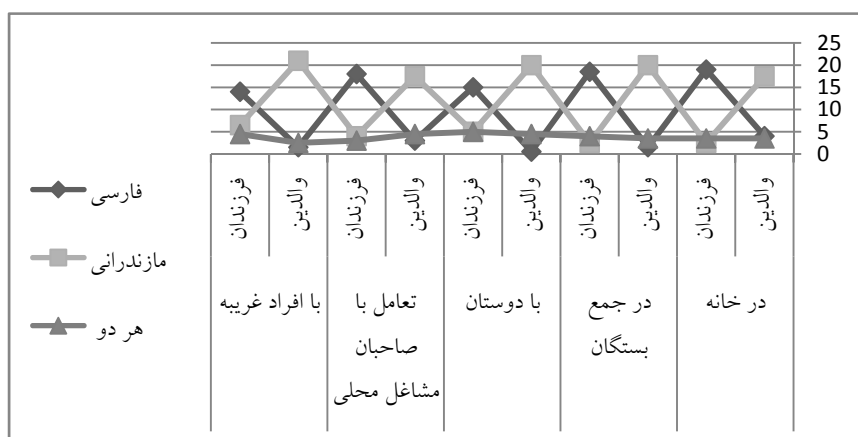 25
20
15
10
5
0
والدین
فرزندان
والدین
فرزندان
والدین
فرزندان
والدین
فرزندان
والدین
فرزندان
در خانه
در جمع
بستگان
با دوستان
تعامل با
صاحبان
مشاغل محلی
با افراد غریبه
فارسی
مازندرانی
هر دو